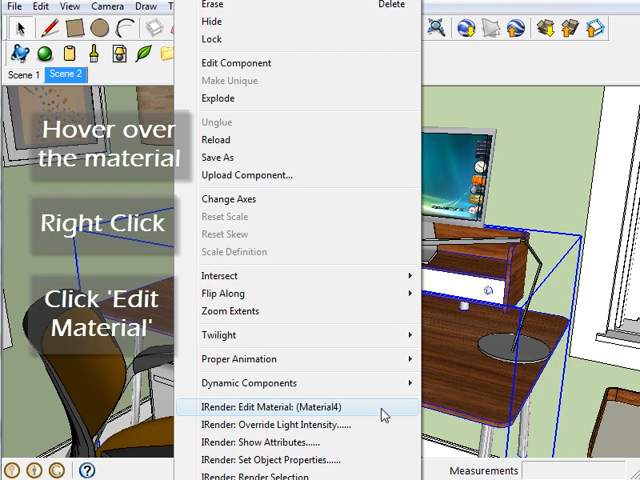 File Edit View Camera Draw
Scene 1 Scene 2
Hover over
the material
Right Click
Click 'Edit
Material'
Erase Delete
Hide
Lock
Edit Component
Make Unique
Explode
Unglue
Reload
Save As
Upload Component...
Change Axes
Reset Scale
Reset Skew
Scale Definition
Intersect
Flip Along
Zoom Extents
Twilight
Proper Animation
Dynamic Components
IRender: Edit Material: (Material4)
IRender: Override Light Intensity......
IRender: Show Attributes......
IRender: Set Object Properties......
IRender: Render Selection
Measurements